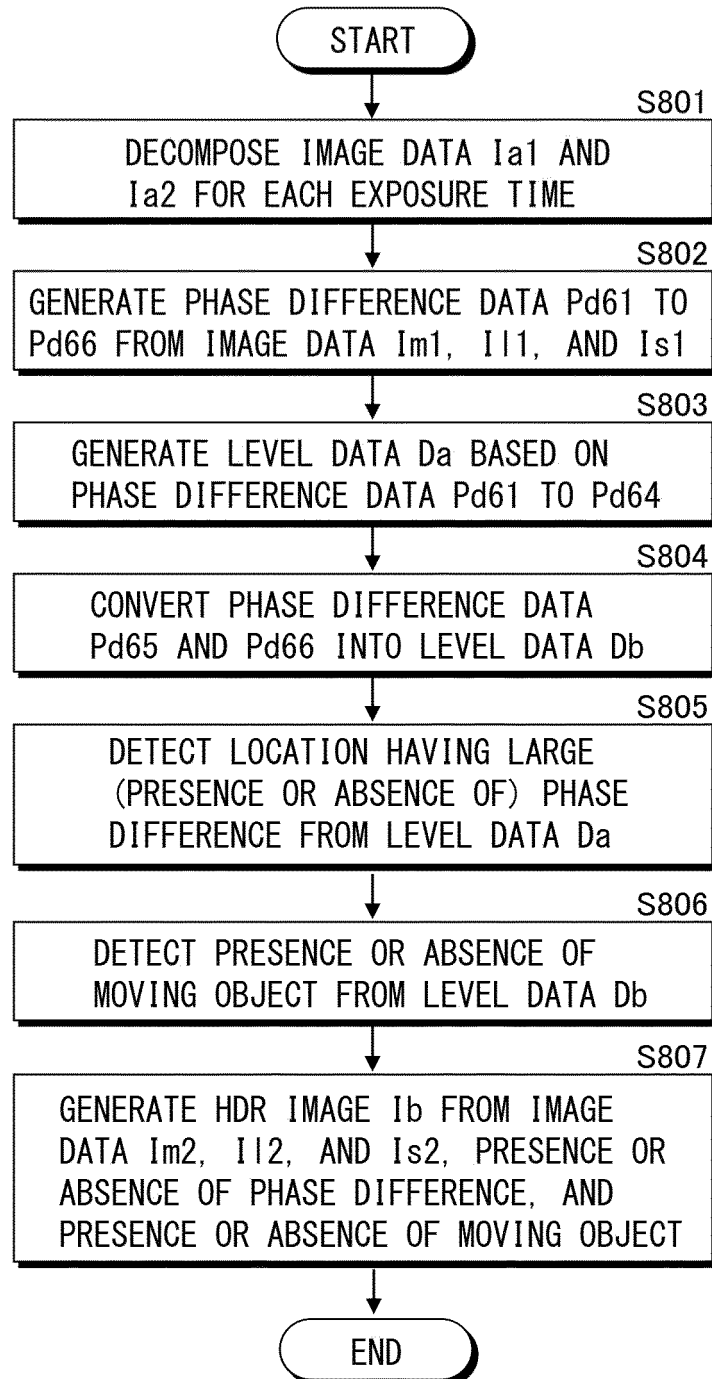 START
S801
DECOMPOSE IMAGE DATA Ia1 AND
Ia2 FOR EACH EXPOSURE TIME
S802
GENERATE PHASE DIFFERENCE DATA Pd61 TO
Pd66 FROM IMAGE DATA Im1, Il1, AND Is1
S803
GENERATE LEVEL DATA Da BASED ON
PHASE DIFFERENCE DATA Pd61 TO Pd64
S804
CONVERT PHASE DIFFERENCE DATA
Pd65 AND Pd66 INTO LEVEL DATA Db
S805
DETECT LOCATION HAVING LARGE
(PRESENCE OR ABSENCE OF) PHASE
DIFFERENCE FROM LEVEL DATA Da
S806
DETECT PRESENCE OR ABSENCE OF
MOVING OBJECT FROM LEVEL DATA Db
S807
GENERATE HDR IMAGE Ib FROM IMAGE
DATA Im2, Il2, AND Is2, PRESENCE OR
ABSENCE OF PHASE DIFFERENCE, AND
PRESENCE OR ABSENCE OF MOVING OBJECT
END